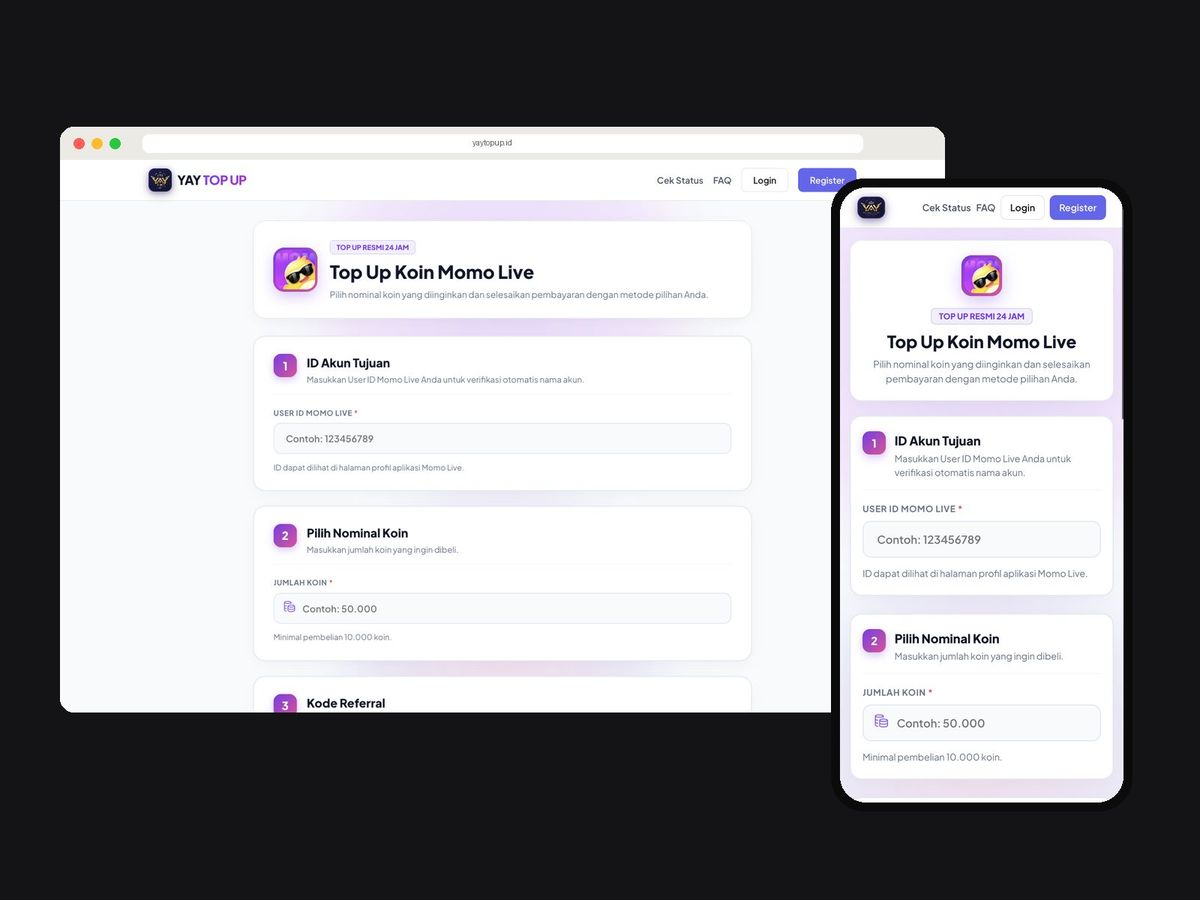 yaytopup.id
YAY TOP UP
Cek Status
FAQ
Login
Register
TOP UP RESMI 24 JAM
Top Up Koin Momo Live
Pilih nominal koin yang diinginkan dan selesaikan pembayaran dengan metode pilihan Anda.
1
ID Akun Tujuan
Masukkan User ID Momo Live Anda untuk verifikasi otomatis nama akun.
USER ID MOMO LIVE *
Contoh: 123456789
ID dapat dilihat di halaman profil aplikasi Momo Live.
2
Pilih Nominal Koin
Masukkan jumlah koin yang ingin dibeli.
JUMLAH KOIN *
Contoh: 50.000
Minimal pembelian 10.000 koin.
3
Kode Referral
YAY
Cek Status
FAQ
Login
Register
TOP UP RESMI 24 JAM
Top Up Koin Momo Live
Pilih nominal koin yang diinginkan dan selesaikan
pembayaran dengan metode pilihan Anda.
1
ID Akun Tujuan
Masukkan User ID Momo Live Anda untuk
verifikasi otomatis nama akun.
USER ID MOMO LIVE *
Contoh: 123456789
ID dapat dilihat di halaman profil aplikasi Momo Live.
2
Pilih Nominal Koin
Masukkan jumlah koin yang ingin dibeli.
JUMLAH KOIN *
Contoh: 50.000
Minimal pembelian 10.000 koin.